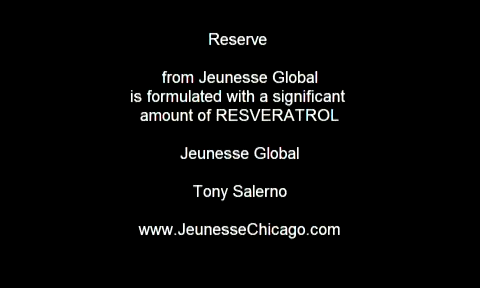 Reserve
from Jeunesse Global
is formulated with a significant
amount of RESVERATROL
Jeunesse Global
Tony Salerno
www.JeunesseChicago.com